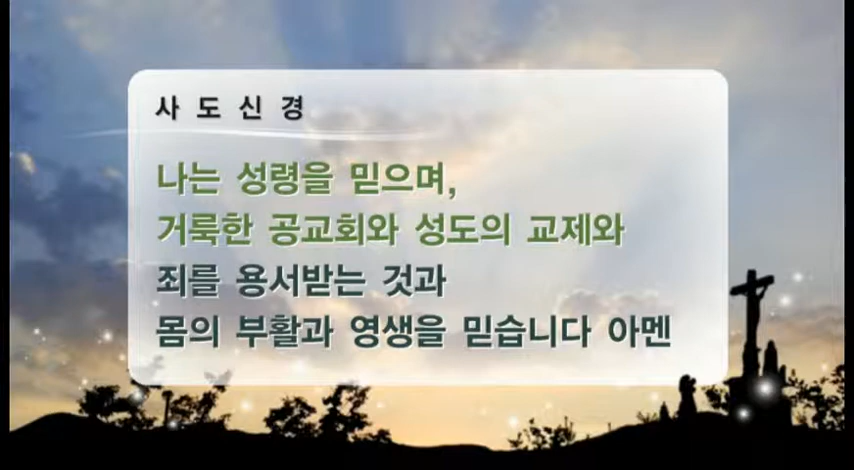 사 도 신 경
나는 성령을 믿으며,
거룩한 공교회와 성도의 교제와
죄를 용서받는 것과
몸의 부활과 영생을 믿습니다 아멘